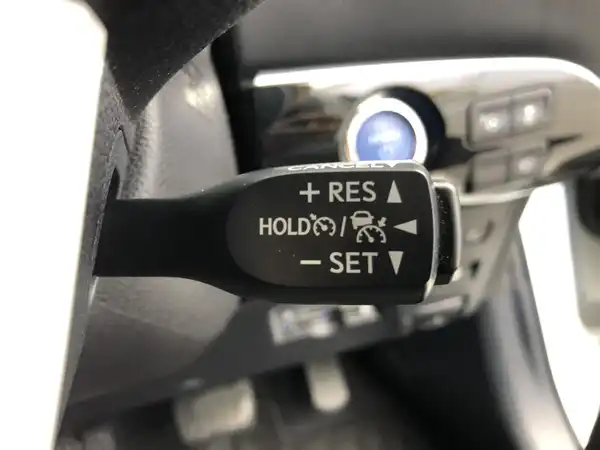 CANCEL
+ RES ▲
HOLD / ◀
− SET ▼